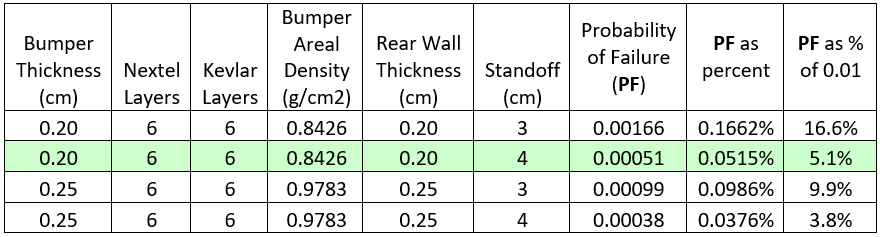 Bumper Thickness (cm) Nextel Layers Kevlar Layers Bumper Areal Density (g/cm2) Rear Wall Thickness (cm) Standoff (cm) Probability of Failure (PF) PF as percent PF as % of 0.01
0.20 6 6 0.8426 0.20 3 0.00166 0.1662% 16.6%
0.20 6 6 0.8426 0.20 4 0.00051 0.0515% 5.1%
0.25 6 6 0.9783 0.25 3 0.00099 0.0986% 9.9%
0.25 6 6 0.9783 0.25 4 0.00038 0.0376% 3.8%